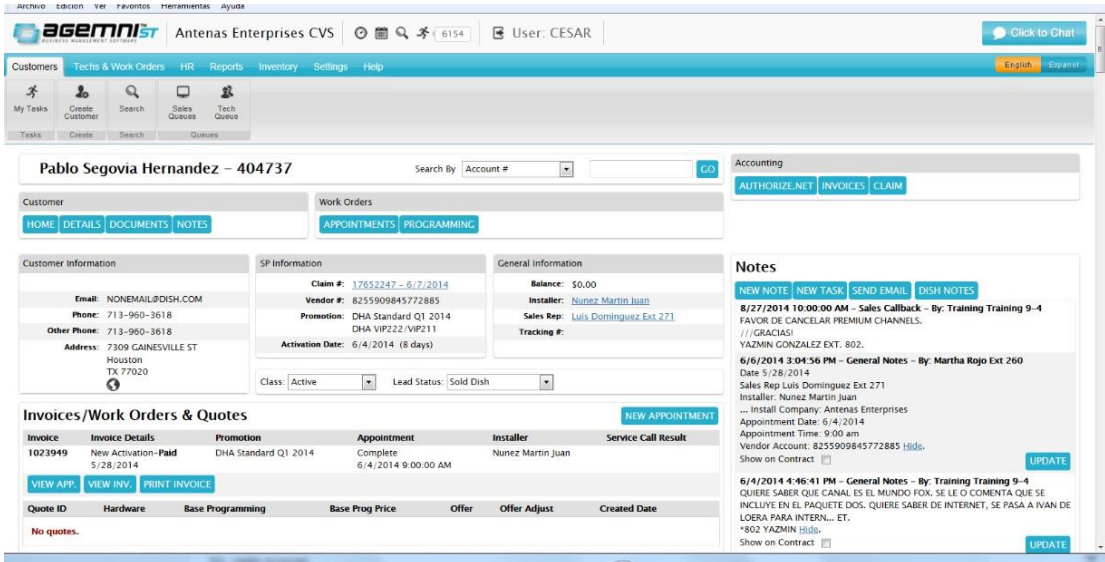 Archivo Edicion Ver Favoritos Herramientas Ayuda
agemniST
BUSINESS MANAGEMENT SOFTWARE
Antenas Enterprises CVS
6154
User: CESAR
Click to Chat
Customers Techs & Work Orders HR Reports Inventory Settings Help
English Espanol
My Tasks
Create Customer
Search
Sales Queues
Tech Queue
Tasks Create Search Queues
Pablo Segovia Hernandez - 404737
Search By Account # GO
Accounting
AUTHORIZE.NET INVOICES CLAIM
Customer
HOME DETAILS DOCUMENTS NOTES
Work Orders
APPOINTMENTS PROGRAMMING
Customer Information
Email: NONEMAIL@DISH.COM
Phone: 713-960-3618
Other Phone: 713-960-3618
Address: 7309 GAINESVILLE ST
Houston
TX 77020
SP Information
Claim #: 17652247 - 6/7/2014
Vendor #: 8255909845772885
Promotion: DHA Standard Q1 2014
DHA VIP222/VIP211
Activation Date: 6/4/2014 (8 days)
General Information
Balance: $0.00
Installer: Nunez Martin Juan
Sales Rep: Luis Dominguez Ext 271
Tracking #:
Class: Active Lead Status: Sold Dish
Notes
NEW NOTE NEW TASK SEND EMAIL DISH NOTES
8/27/2014 10:00:00 AM - Sales Callback - By: Training Training 9-4
FAVOR DE CANCELAR PREMIUM CHANNELS.
///GRACIAS!
YAZMIN GONZALEZ EXT. 802.
6/6/2014 3:04:56 PM - General Notes - By: Martha Rojo Ext 260
Date 5/28/2014
Sales Rep Luis Dominguez Ext 271
Installer: Nunez Martin Juan
... Install Company: Antenas Enterprises
Appointment Date: 6/4/2014
Appointment Time: 9:00 am
Vendor Account: 8255909845772885 Hide.
Show on Contract UPDATE
6/4/2014 4:46:41 PM - General Notes - By: Training Training 9-4
QUIERE SABER QUE CANAL ES EL MUNDO FOX. SE LE O COMENTA QUE SE
INCLUYE EN EL PAQUETE DOS. QUIERE SABER DE INTERNET, SE PASA A IVAN DE
LOERA PARA INTERN... ET.
*802 YAZMIN Hide.
Show on Contract UPDATE
Invoices/Work Orders & Quotes
NEW APPOINTMENT
Invoice Invoice Details Promotion Appointment Installer Service Call Result
1023949 New Activation-Paid DHA Standard Q1 2014 Complete Nunez Martin Juan
5/28/2014 6/4/2014 9:00:00 AM
VIEW APP. VIEW INV. PRINT INVOICE
Quote ID Hardware Base Programming Base Prog Price Offer Offer Adjust Created Date
No quotes.